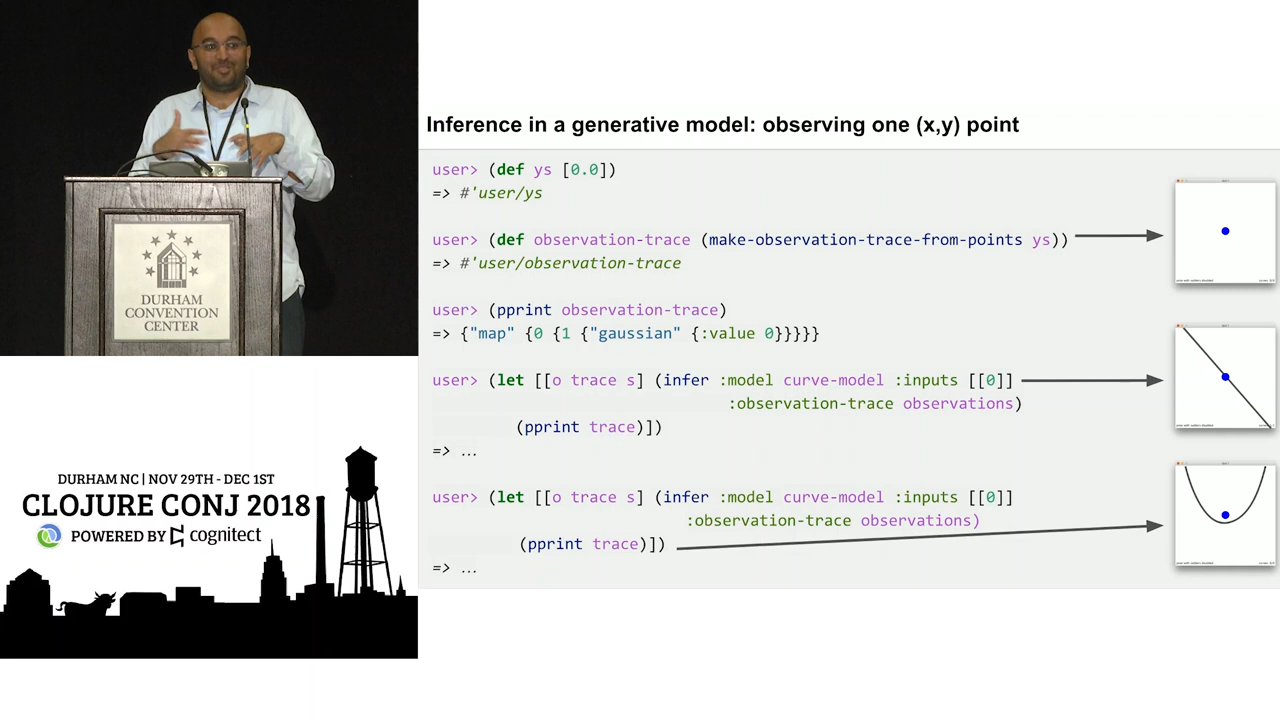 DURHAM
CONVENTION
CENTER
DURHAM NC | NOV 29TH - DEC 1ST
CLOJURE CONJ 2018
POWERED BY cognitect
Inference in a generative model: observing one (x,y) point
user> (def ys [0.0])
=> #'user/ys
user> (def observation-trace (make-observation-trace-from-points ys))
=> #'user/observation-trace
user> (pprint observation-trace)
=> {"map" {0 {1 {"gaussian" {:value 0}}}}}
user> (let [[o trace s] (infer :model curve-model :inputs [[0]]
:observation-trace observations)
(pprint trace)])
=> …
user> (let [[o trace s] (infer :model curve-model :inputs [[0]]
:observation-trace observations)
(pprint trace)])
=> …